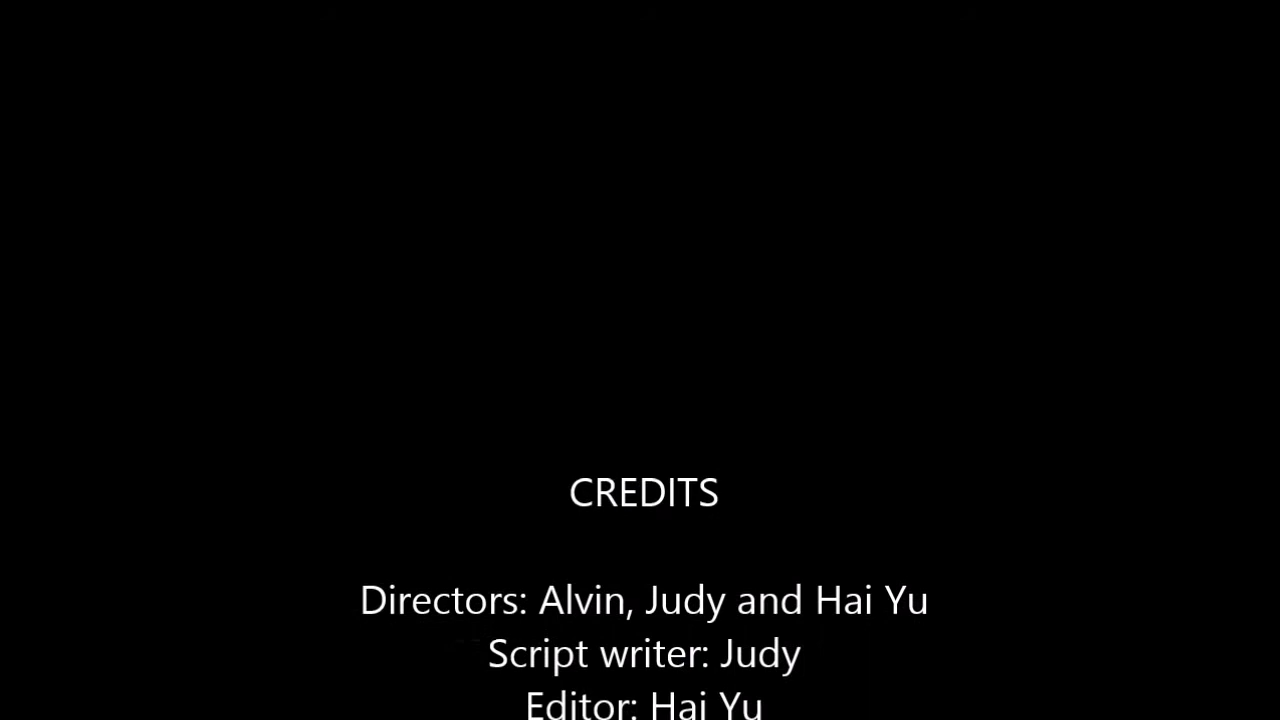 CREDITS
Directors: Alvin, Judy and Hai Yu
Script writer: Judy
Editor: Hai Yu